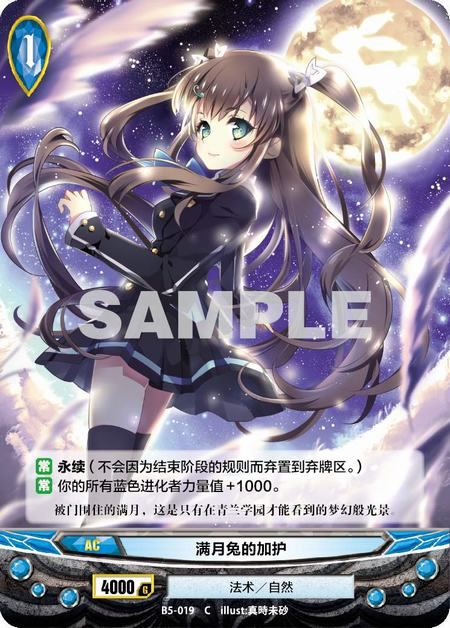 1
SAMPLE
常 永续（不会因为结束阶段的规则而弃置到弃牌区。）
常 你的所有蓝色进化者力量值+1000。
被门围住的满月，这是只有在青兰学园才能看到的梦幻般光景。
AC 满月兔的加护
4000 G 法术／自然
B5-019 C illust:真時未砂